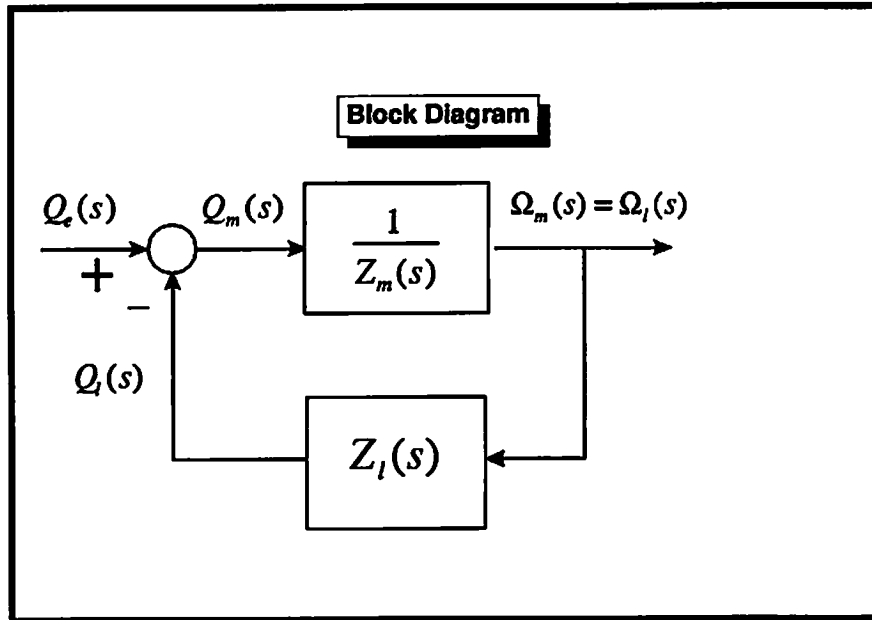 Block Diagram
Q_e(s)
Q_m(s)
Ω_m(s) = Ω_l(s)
+
−
1
Z_m(s)
Q_l(s)
Z_l(s)